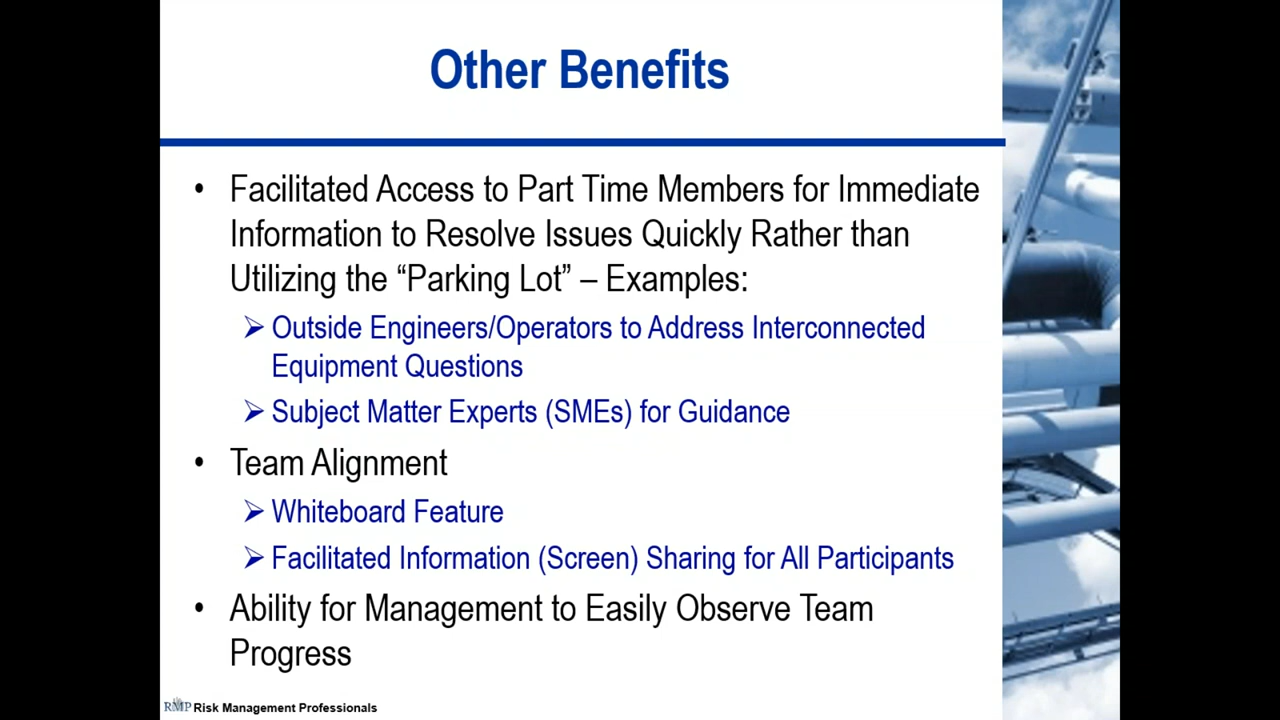 Other Benefits
• Facilitated Access to Part Time Members for Immediate
Information to Resolve Issues Quickly Rather than
Utilizing the “Parking Lot” – Examples:
➢ Outside Engineers/Operators to Address Interconnected
Equipment Questions
➢ Subject Matter Experts (SMEs) for Guidance
• Team Alignment
➢ Whiteboard Feature
➢ Facilitated Information (Screen) Sharing for All Participants
• Ability for Management to Easily Observe Team
Progress
RMP Risk Management Professionals